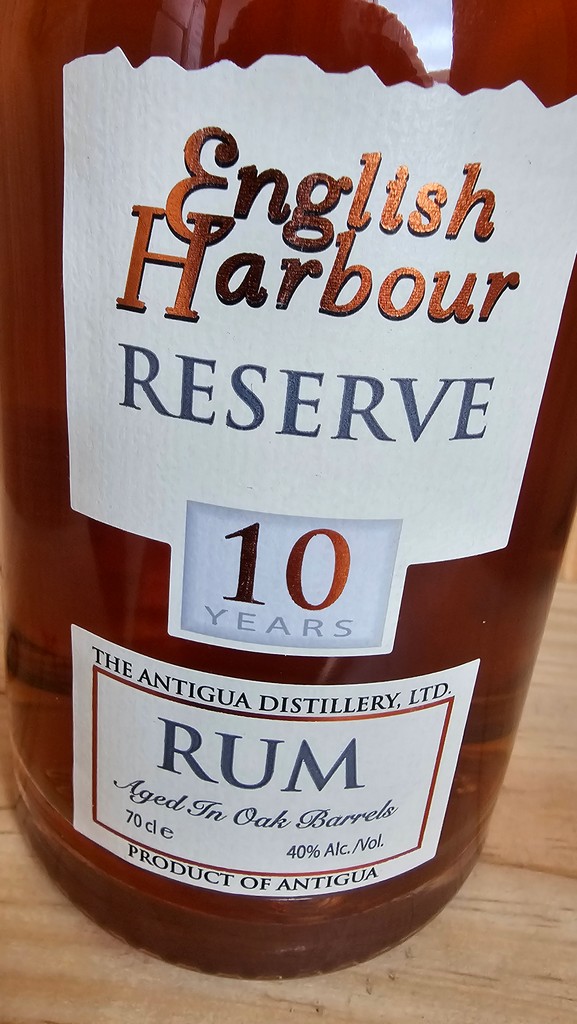 English
Harbour
RESERVE
10
YEARS
THE ANTIGUA DISTILLERY, LTD.
RUM
Aged In Oak Barrels
70 cl e
40% Alc./Vol.
PRODUCT OF ANTIGUA